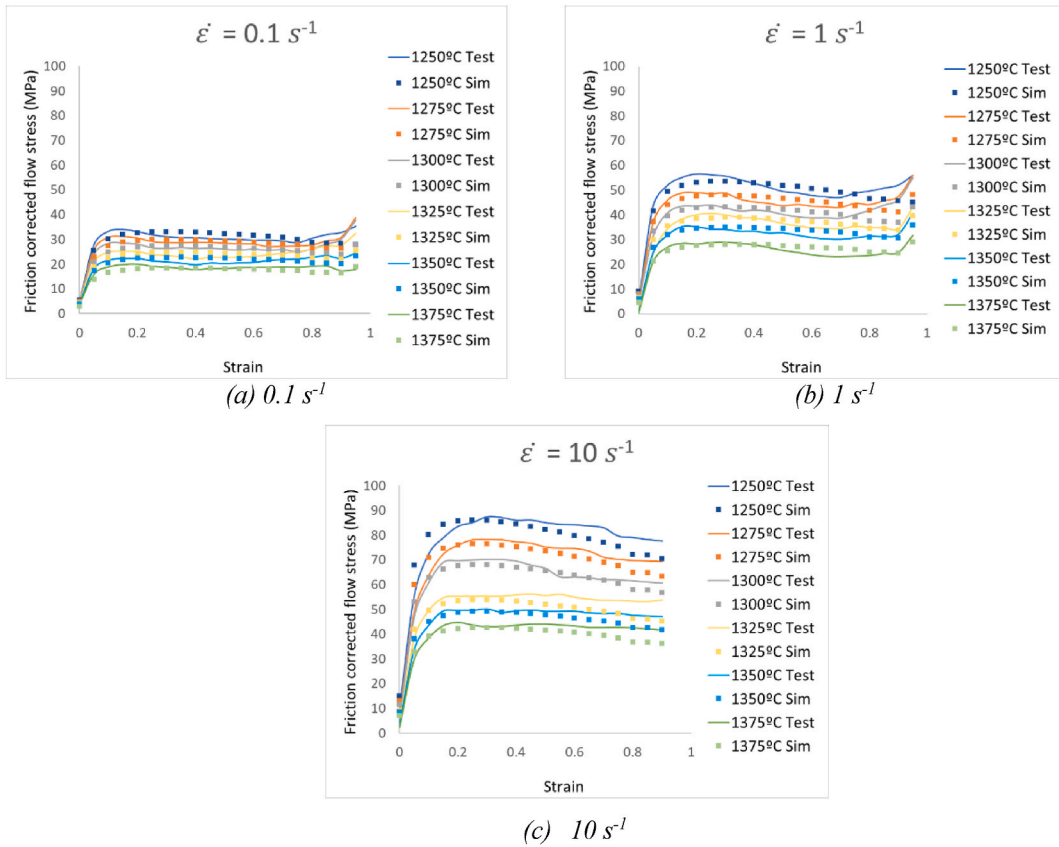 ε̇ = 0.1 s⁻¹
Friction corrected flow stress (MPa)
100
90
80
70
60
50
40
30
20
10
0
0 0.2 0.4 0.6 0.8 1
Strain
1250ºC Test
1250ºC Sim
1275ºC Test
1275ºC Sim
1300ºC Test
1300ºC Sim
1325ºC Test
1325ºC Sim
1350ºC Test
1350ºC Sim
1375ºC Test
1375ºC Sim
(a) 0.1 s⁻¹
ε̇ = 1 s⁻¹
Friction corrected flow stress (MPa)
100
90
80
70
60
50
40
30
20
10
0
0 0.2 0.4 0.6 0.8 1
Strain
1250ºC Test
1250ºC Sim
1275ºC Test
1275ºC Sim
1300ºC Test
1300ºC Sim
1325ºC Test
1325ºC Sim
1350ºC Test
1350ºC Sim
1375ºC Test
1375ºC Sim
(b) 1 s⁻¹
ε̇ = 10 s⁻¹
Friction corrected flow stress (MPa)
100
90
80
70
60
50
40
30
20
10
0
0 0.2 0.4 0.6 0.8 1
Strain
1250ºC Test
1250ºC Sim
1275ºC Test
1275ºC Sim
1300ºC Test
1300ºC Sim
1325ºC Test
1325ºC Sim
1350ºC Test
1350ºC Sim
1375ºC Test
1375ºC Sim
(c) 10 s⁻¹